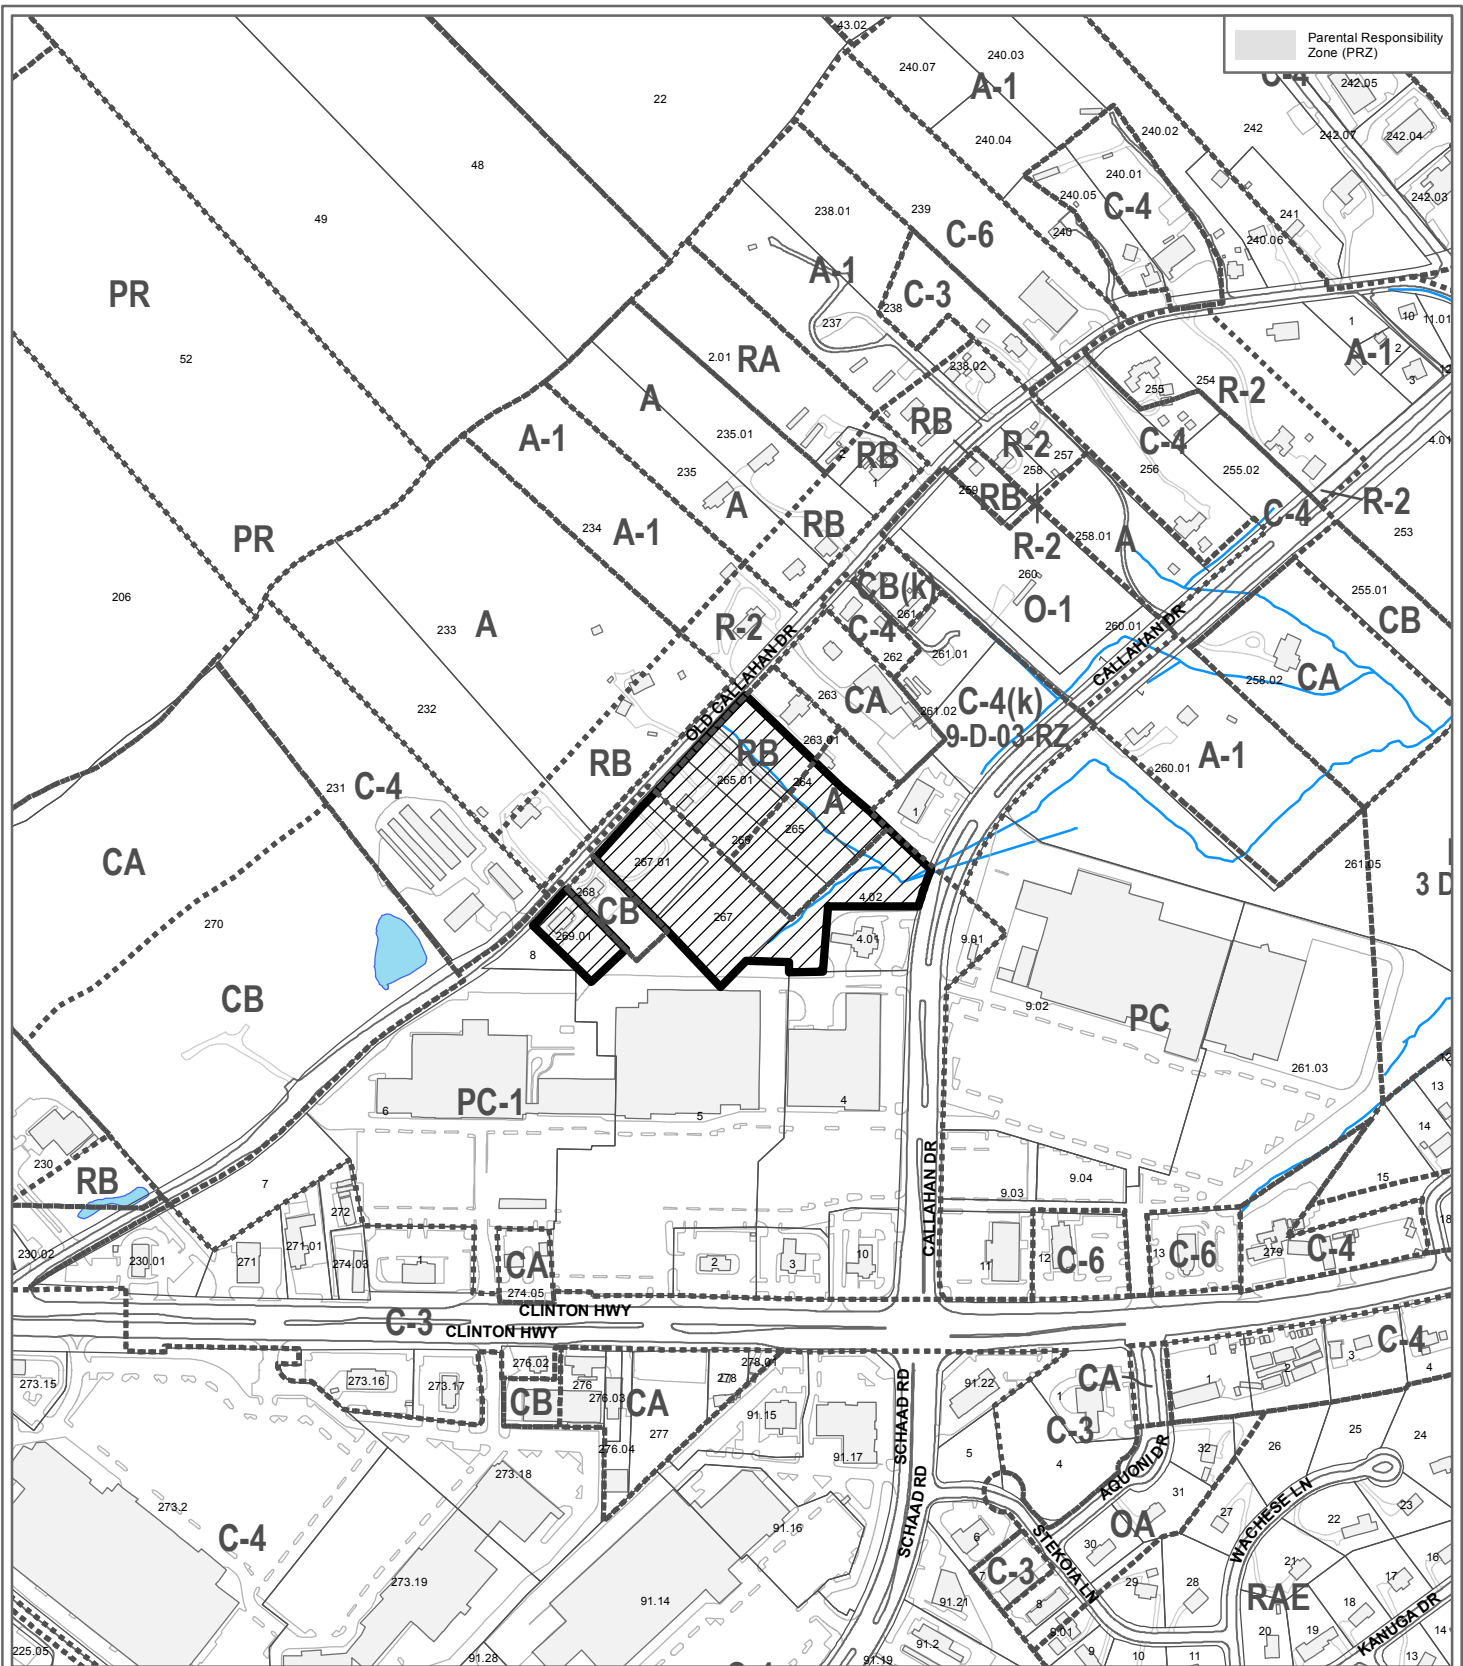 Parental Responsibility
Zone (PRZ)
43.02
240.07
240.03
A-1
C-4
242.05
22
240.04
240.02
242
242.07
242.04
48
240.01
240.05
C-4
242.03
49
238.01
239
C-6
240
241
240.06
PR
A-1
C-3
237
238
1
10
11.01
52
2.01
RA
238.02
A-1
2
3
12
A
255
254
R-2
A-1
235.01
RB
R-2
C-4
4.01
235
2
RB
1
257
258
256
255.02
259
RB
A
C-4
R-2
234
A-1
RB
R-2
258.01
A
253
PR
206
CB(k)
260
255.01
261
O-1
CB
233
A
R-2
C-4
262
261.01
260.01
CALLAHAN DR
258.02
CA
263
CA
C-4(k)
9-D-03-RZ
261.02
232
OLD CALLAHAN DR
263.01
RB
RB
265.01
264
260.01
A-1
231
C-4
A
1
265
266
CA
267.01
261.05
3 D
268
CB
267
4.02
270
269.01
4.01
9.01
8
CB
9.02
PC
261.03
12
PC-1
6
5
4
13
14
230
RB
7
CALLAHAN DR
9.03
9.04
15
272
18
230.02
230.01
271
271.01
274.03
1
CA
274.05
2
3
10
11
12
C-6
13
C-6
279
C-4
CLINTON HWY
C-3
CLINTON HWY
C-4
273.15
273.16
273.17
276.02
276
278.01
278
CB
276.03
CA
277
276.04
91.15
91.17
SCHAAD RD
91.22
1
CA
C-3
1
2
3
4
5
4
25
24
26
32
AQUONI DR
273.18
273.2
C-4
91.16
SCHAAD RD
31
27
WACHESE LN
22
23
OA
6
STEKOIA LN
30
21
16
273.19
7
C-3
29
28
17
91.14
91.21
8
RAE
18
KANUGA DR
225.05
91.28
91.19
91.2
8.01
9
10
11
20
19
14
13